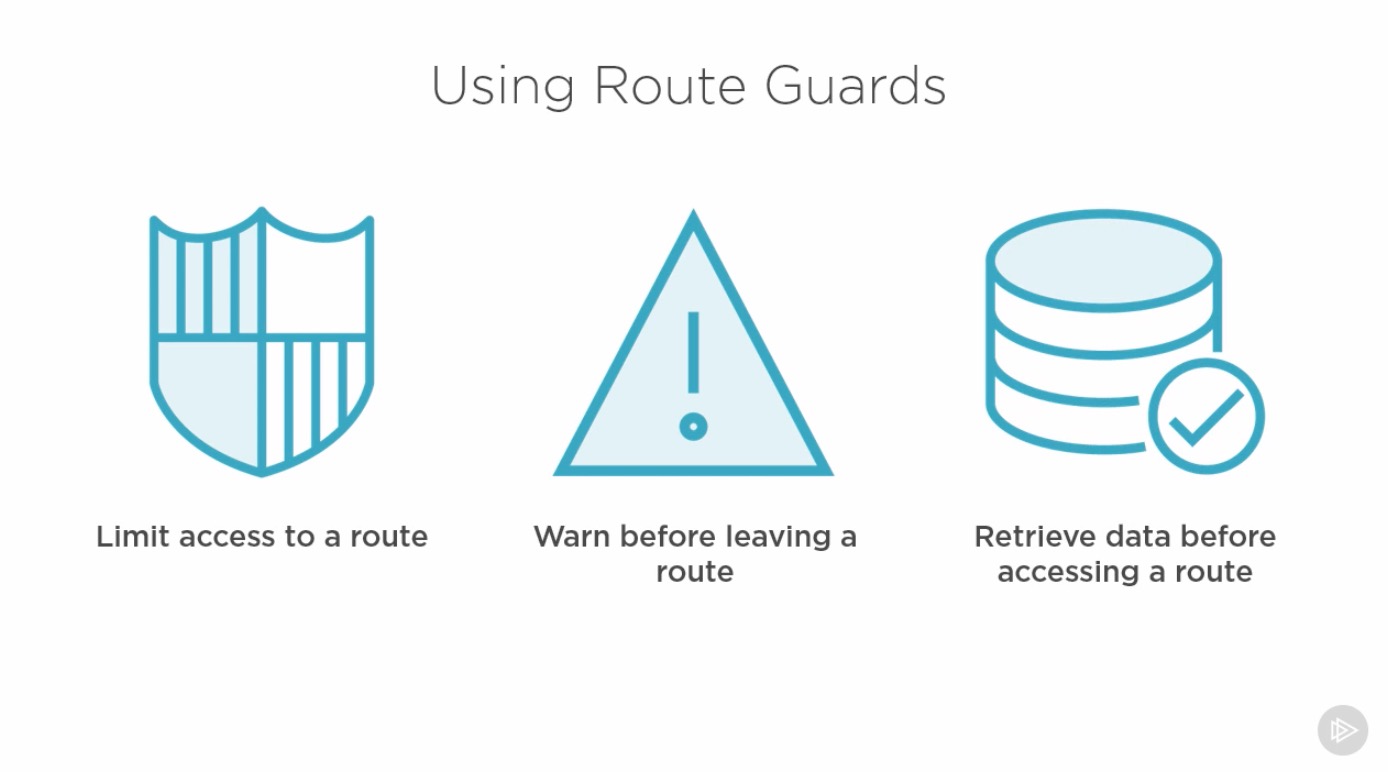 Using Route Guards
Limit access to a route
Warn before leaving a
route
Retrieve data before
accessing a route